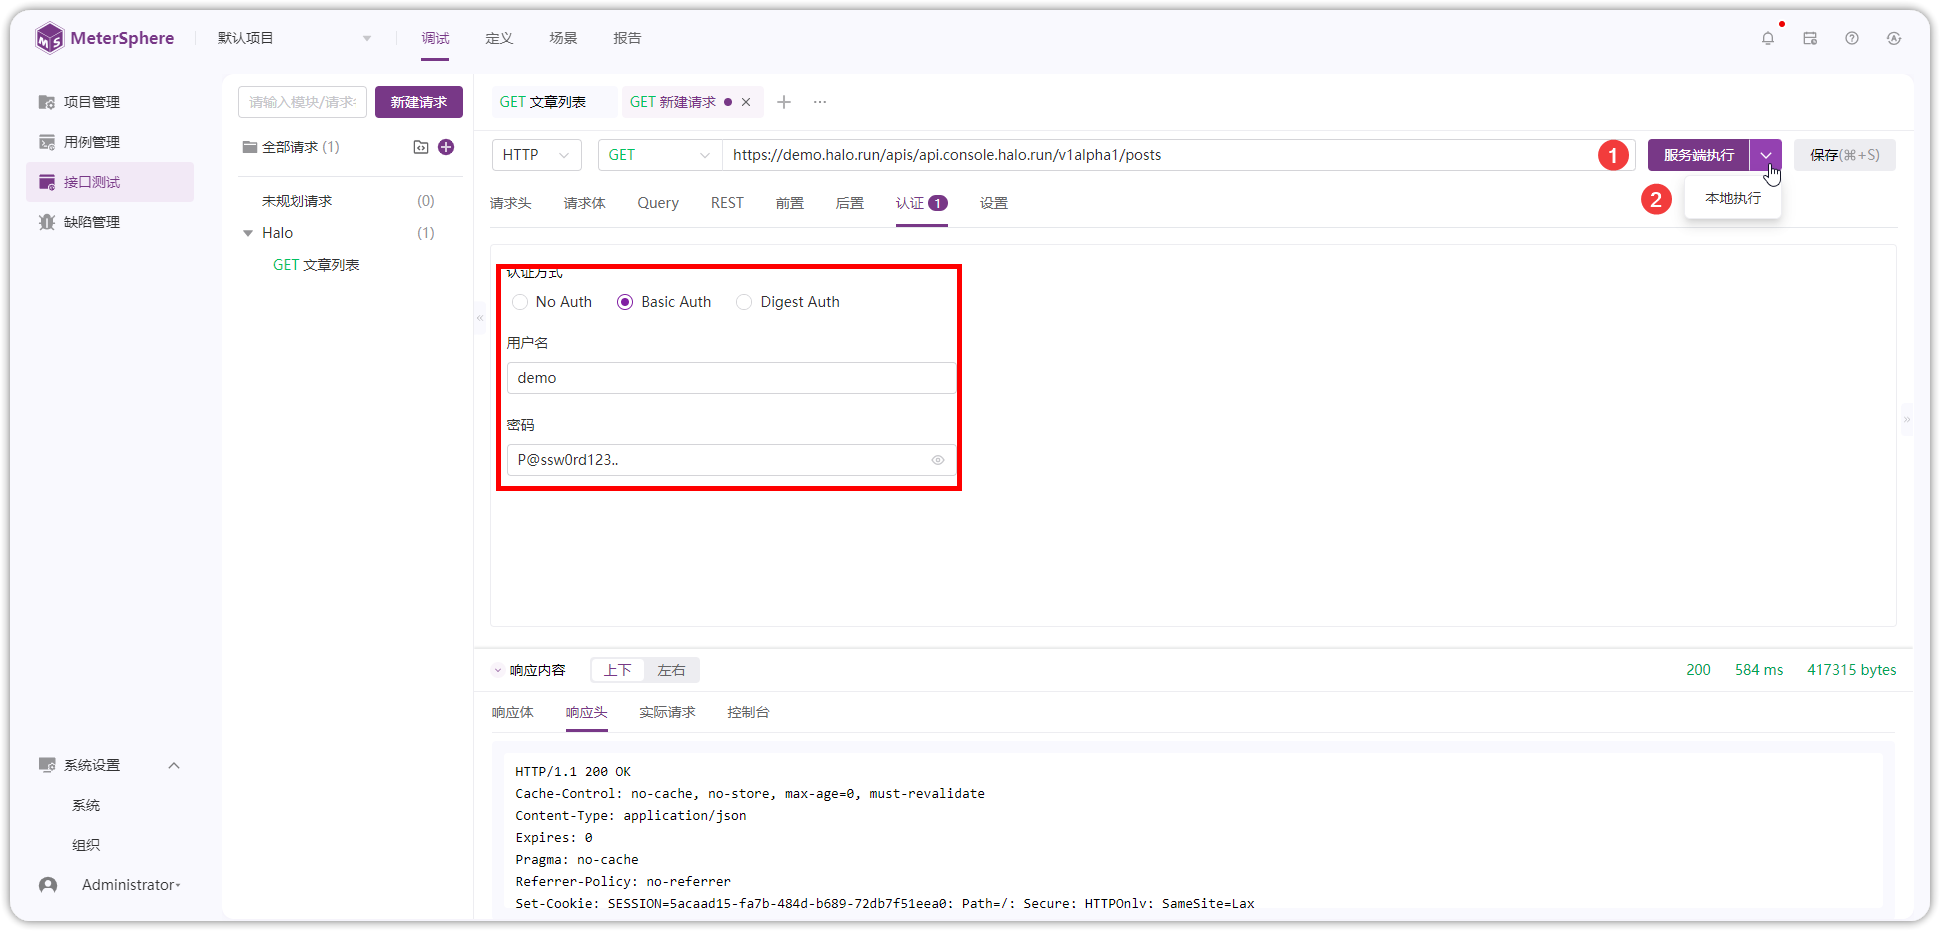 MeterSphere
默认项目
调试 定义 场景 报告
项目管理
用例管理
接口测试
缺陷管理
请输入模块/请求 新建请求
全部请求 (1)
未规划请求 (0)
Halo (1)
GET 文章列表
GET 文章列表 GET 新建请求
HTTP GET https://demo.halo.run/apis/api.console.halo.run/v1alpha1/posts 1 服务端执行 保存(⌘+S)
2 本地执行
请求头 请求体 Query REST 前置 后置 认证 1 设置
认证方式
No Auth Basic Auth Digest Auth
用户名
demo
密码
P@ssw0rd123..
响应内容 上下 左右 200 584 ms 417315 bytes
响应体 响应头 实际请求 控制台
HTTP/1.1 200 OK
Cache-Control: no-cache, no-store, max-age=0, must-revalidate
Content-Type: application/json
Expires: 0
Pragma: no-cache
Referrer-Policy: no-referrer
Set-Cookie: SESSION=5acaad15-fa7b-484d-b689-72db7f51eea0; Path=/; Secure; HTTPOnly; SameSite=Lax
系统设置
系统
组织
Administrator